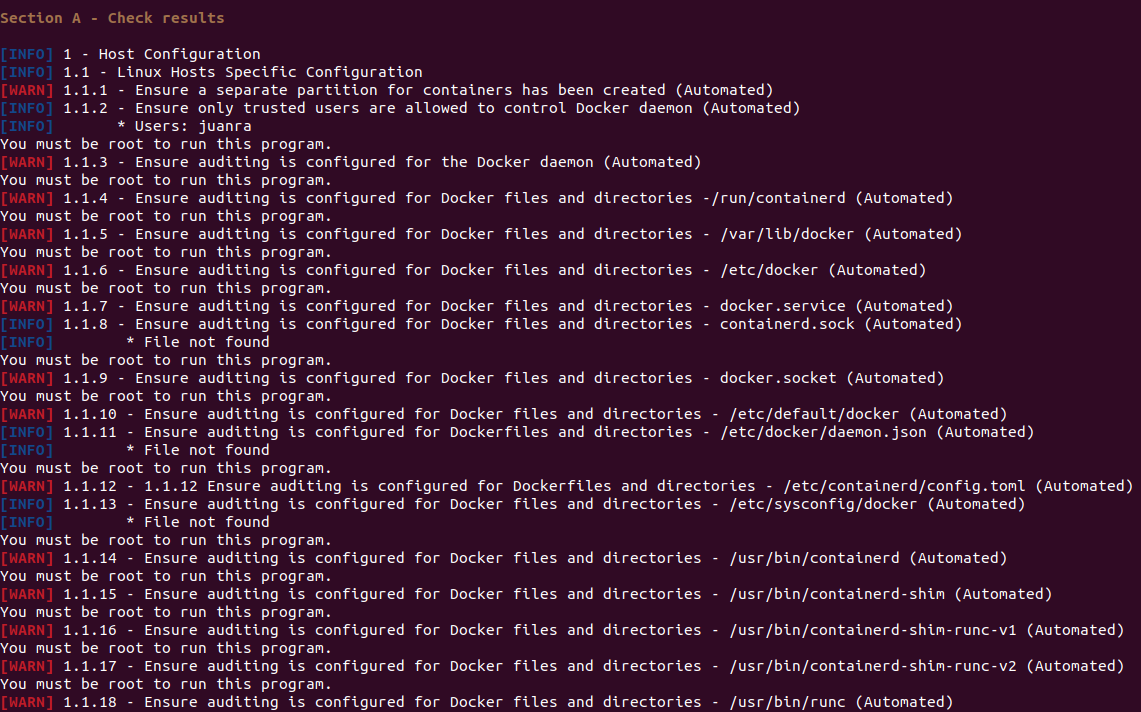 Section A - Check results
[INFO] 1 - Host Configuration
[INFO] 1.1 - Linux Hosts Specific Configuration
[WARN] 1.1.1 - Ensure a separate partition for containers has been created (Automated)
[INFO] 1.1.2 - Ensure only trusted users are allowed to control Docker daemon (Automated)
[INFO]       * Users: juanra
You must be root to run this program.
[WARN] 1.1.3 - Ensure auditing is configured for the Docker daemon (Automated)
You must be root to run this program.
[WARN] 1.1.4 - Ensure auditing is configured for Docker files and directories -/run/containerd (Automated)
You must be root to run this program.
[WARN] 1.1.5 - Ensure auditing is configured for Docker files and directories - /var/lib/docker (Automated)
You must be root to run this program.
[WARN] 1.1.6 - Ensure auditing is configured for Docker files and directories - /etc/docker (Automated)
You must be root to run this program.
[WARN] 1.1.7 - Ensure auditing is configured for Docker files and directories - docker.service (Automated)
[INFO] 1.1.8 - Ensure auditing is configured for Docker files and directories - containerd.sock (Automated)
[INFO]        * File not found
You must be root to run this program.
[WARN] 1.1.9 - Ensure auditing is configured for Docker files and directories - docker.socket (Automated)
You must be root to run this program.
[WARN] 1.1.10 - Ensure auditing is configured for Docker files and directories - /etc/default/docker (Automated)
[INFO] 1.1.11 - Ensure auditing is configured for Dockerfiles and directories - /etc/docker/daemon.json (Automated)
[INFO]        * File not found
You must be root to run this program.
[WARN] 1.1.12 - 1.1.12 Ensure auditing is configured for Dockerfiles and directories - /etc/containerd/config.toml (Automated)
[INFO] 1.1.13 - Ensure auditing is configured for Docker files and directories - /etc/sysconfig/docker (Automated)
[INFO]        * File not found
You must be root to run this program.
[WARN] 1.1.14 - Ensure auditing is configured for Docker files and directories - /usr/bin/containerd (Automated)
You must be root to run this program.
[WARN] 1.1.15 - Ensure auditing is configured for Docker files and directories - /usr/bin/containerd-shim (Automated)
You must be root to run this program.
[WARN] 1.1.16 - Ensure auditing is configured for Docker files and directories - /usr/bin/containerd-shim-runc-v1 (Automated)
You must be root to run this program.
[WARN] 1.1.17 - Ensure auditing is configured for Docker files and directories - /usr/bin/containerd-shim-runc-v2 (Automated)
You must be root to run this program.
[WARN] 1.1.18 - Ensure auditing is configured for Docker files and directories - /usr/bin/runc (Automated)